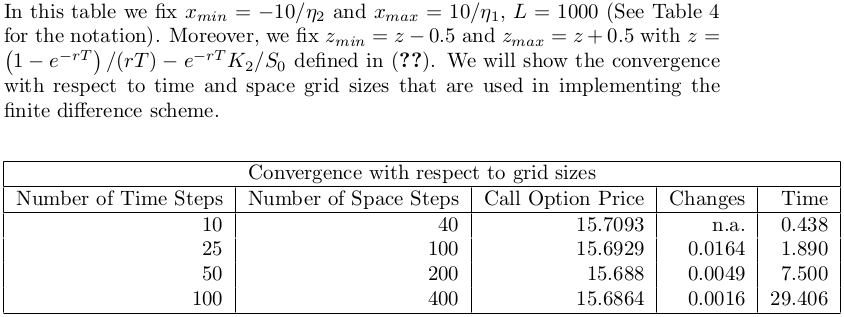 In this table we fix x_{min} = −10/η_2 and x_{max} = 10/η_1, L = 1000 (See Table 4
for the notation). Moreover, we fix z_{min} = z − 0.5 and z_{max} = z + 0.5 with z =
(1 − e^{−rT}) /(rT) − e^{−rT} K_2/S_0 defined in (??). We will show the convergence
with respect to time and space grid sizes that are used in implementing the
finite difference scheme.
Convergence with respect to grid sizes
Number of Time Steps Number of Space Steps Call Option Price Changes Time
10 40 15.7093 n.a. 0.438
25 100 15.6929 0.0164 1.890
50 200 15.688 0.0049 7.500
100 400 15.6864 0.0016 29.406